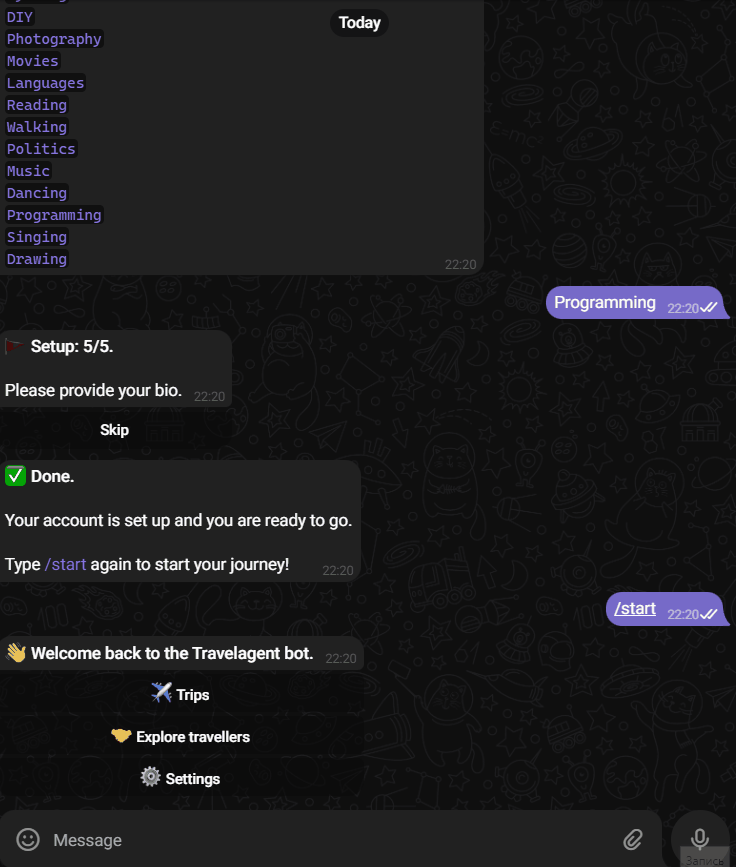 DIY
Today
Photography
Movies
Languages
Reading
Walking
Politics
Music
Dancing
Programming
Singing
Drawing
22:20
Programming 22:20
🚩 Setup: 5/5.
Please provide your bio. 22:20
Skip
✅ Done.
Your account is set up and you are ready to go.
Type /start again to start your journey! 22:20
/start 22:20
👋 Welcome back to the Travelagent bot. 22:20
✈️ Trips
🤝 Explore travellers
⚙️ Settings
Message
Запись